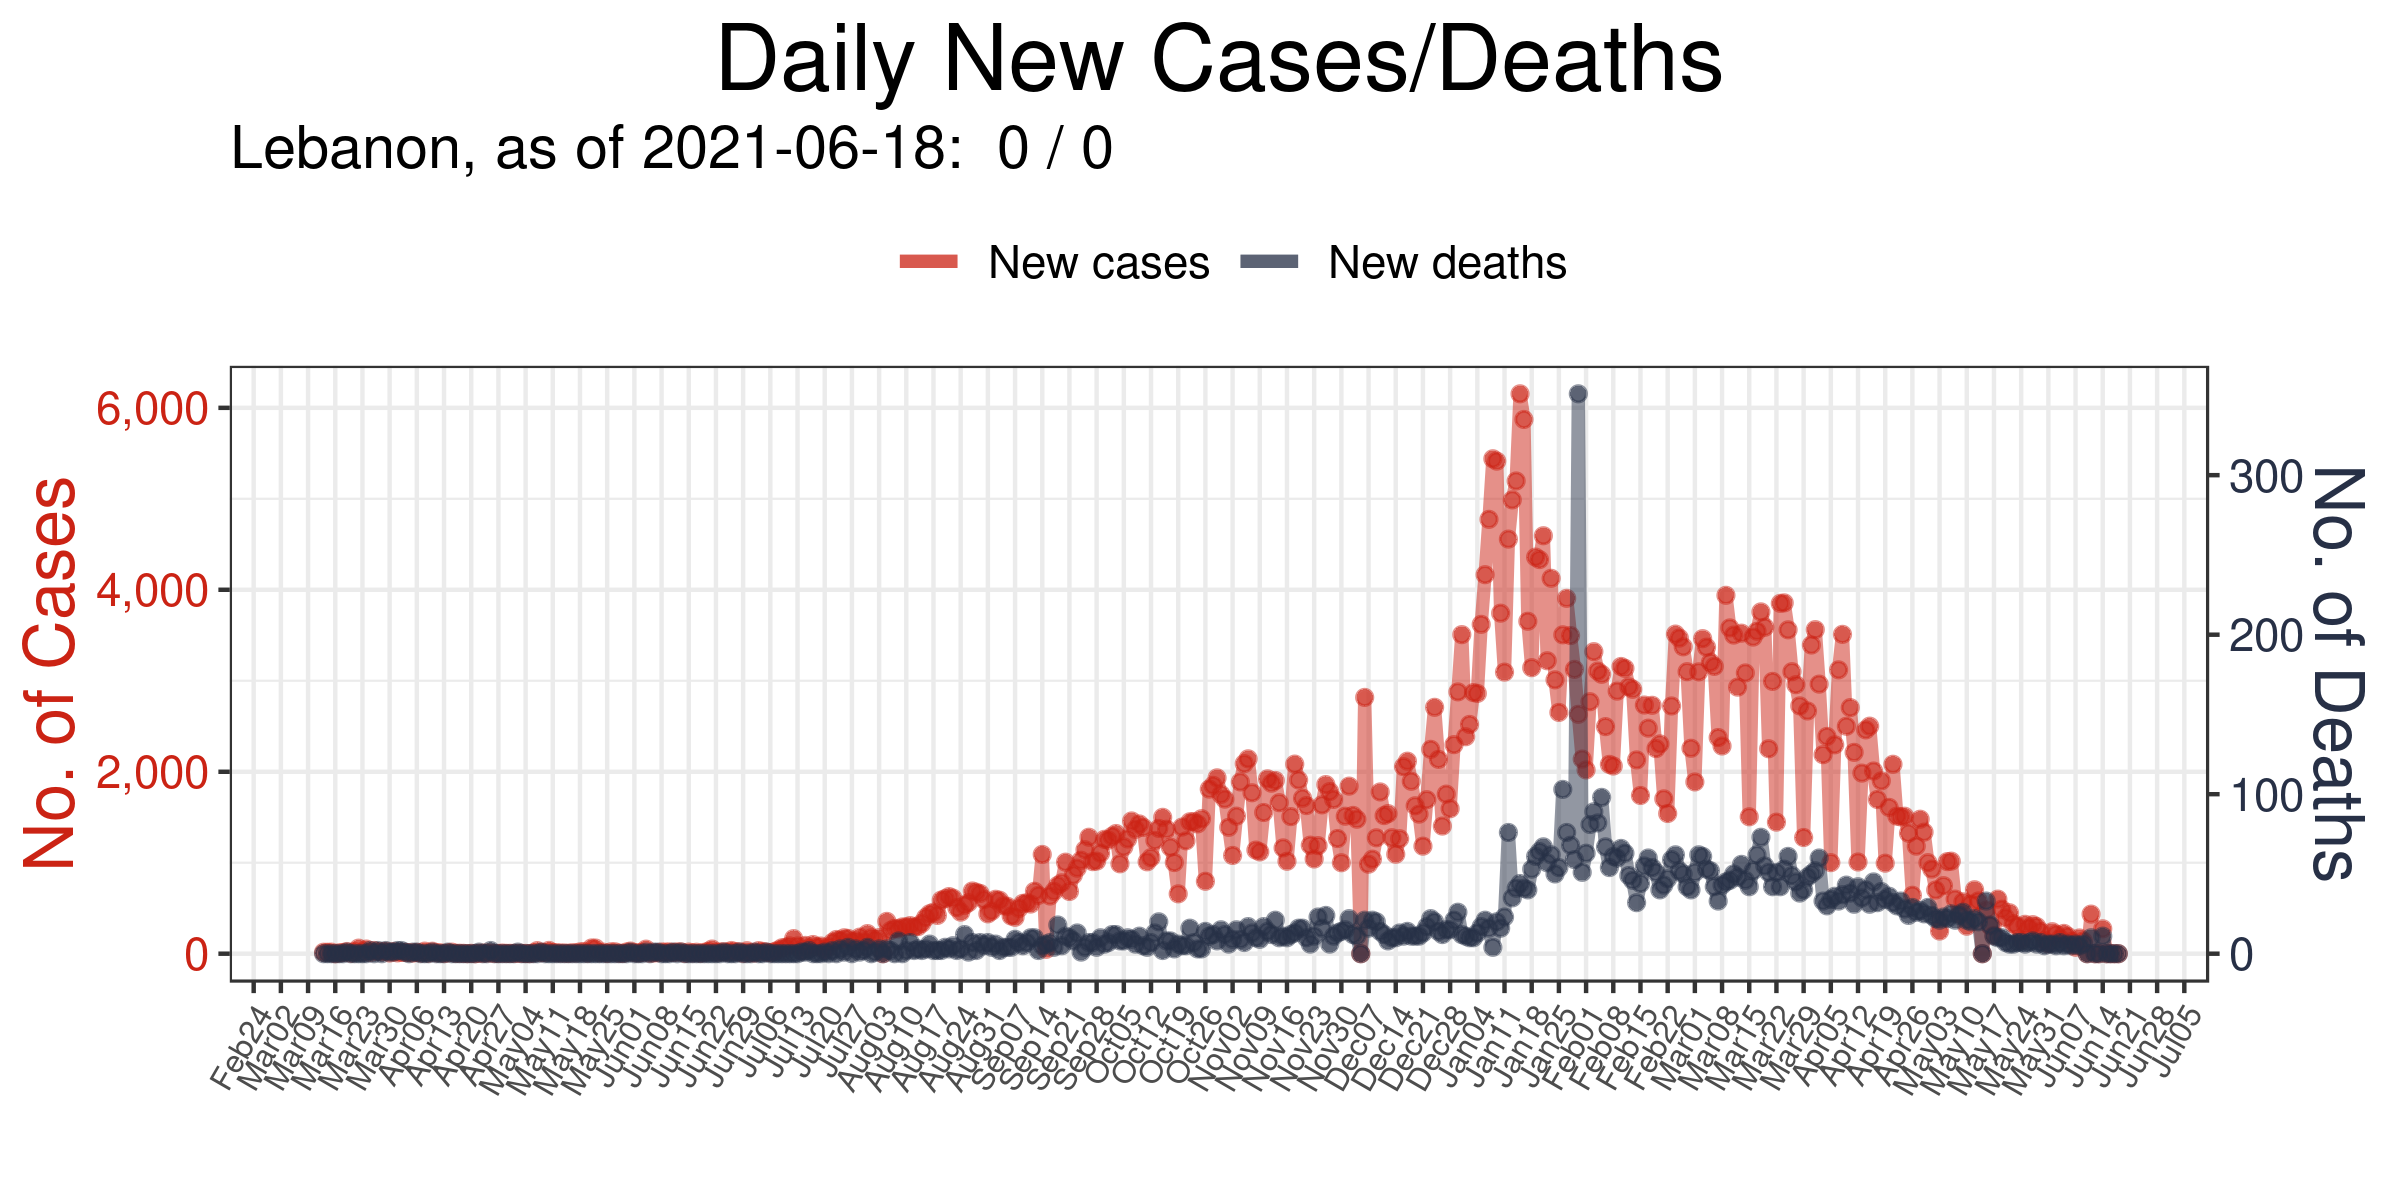 Daily New Cases/Deaths
Lebanon, as of 2021-06-18:  0 / 0
New cases
New deaths
No. of Cases
6,000
4,000
2,000
0
300
200
100
0
No. of Deaths
Feb24
Mar02
Mar09
Mar16
Mar23
Mar30
Apr06
Apr13
Apr20
Apr27
May04
May11
May18
May25
Jun01
Jun08
Jun15
Jun22
Jun29
Jul06
Jul13
Jul20
Jul27
Aug03
Aug10
Aug17
Aug24
Aug31
Sep07
Sep14
Sep21
Sep28
Oct05
Oct12
Oct19
Oct26
Nov02
Nov09
Nov16
Nov23
Nov30
Dec07
Dec14
Dec21
Dec28
Jan04
Jan11
Jan18
Jan25
Feb01
Feb08
Feb15
Feb22
Mar01
Mar08
Mar15
Mar22
Mar29
Apr05
Apr12
Apr19
Apr26
May03
May10
May17
May24
May31
Jun07
Jun14
Jun21
Jun28
Jul05